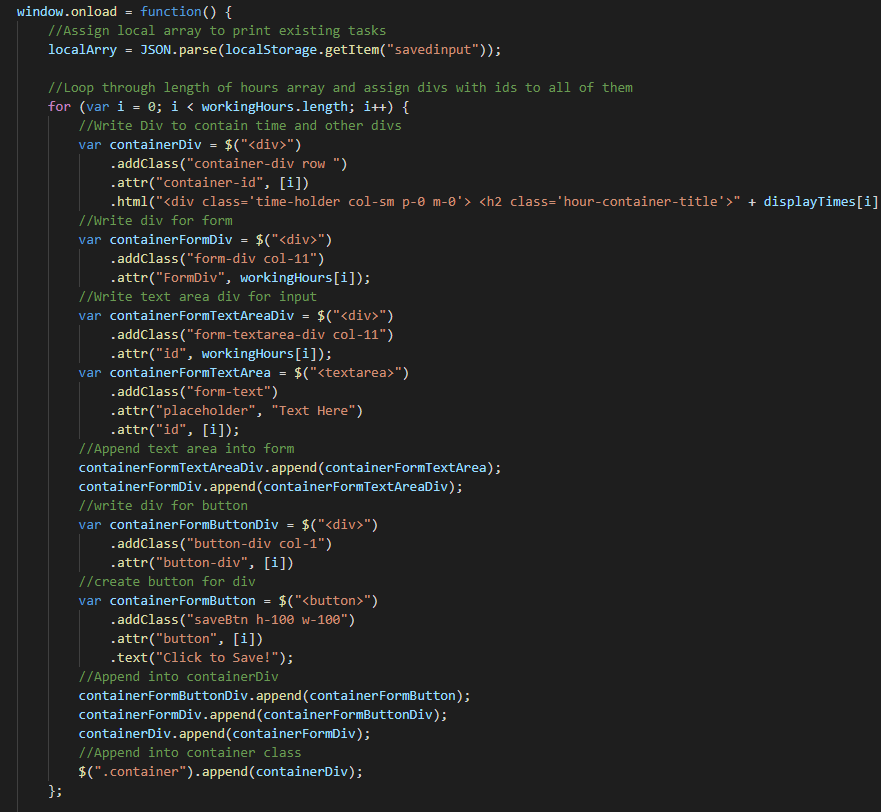 window.onload = function() {
//Assign local array to print existing tasks
localArry = JSON.parse(localStorage.getItem("savedinput"));
//Loop through length of hours array and assign divs with ids to all of them
for (var i = 0; i < workingHours.length; i++) {
//Write Div to contain time and other divs
var containerDiv = $("<div>")
.addClass("container-div row ")
.attr("container-id", [i])
.html("<div class='time-holder col-sm p-0 m-0'> <h2 class='hour-container-title'>" + displayTimes[i]
//Write div for form
var containerFormDiv = $("<div>")
.addClass("form-div col-11")
.attr("FormDiv", workingHours[i]);
//Write text area div for input
var containerFormTextAreaDiv = $("<div>")
.addClass("form-textarea-div col-11")
.attr("id", workingHours[i]);
var containerFormTextArea = $("<textarea>")
.addClass("form-text")
.attr("placeholder", "Text Here")
.attr("id", [i]);
//Append text area into form
containerFormTextAreaDiv.append(containerFormTextArea);
containerFormDiv.append(containerFormTextAreaDiv);
//write div for button
var containerFormButtonDiv = $("<div>")
.addClass("button-div col-1")
.attr("button-div", [i])
//create button for div
var containerFormButton = $("<button>")
.addClass("saveBtn h-100 w-100")
.attr("button", [i])
.text("Click to Save!");
//Append into containerDiv
containerFormButtonDiv.append(containerFormButton);
containerFormDiv.append(containerFormButtonDiv);
containerDiv.append(containerFormDiv);
//Append into container class
$(".container").append(containerDiv);
};